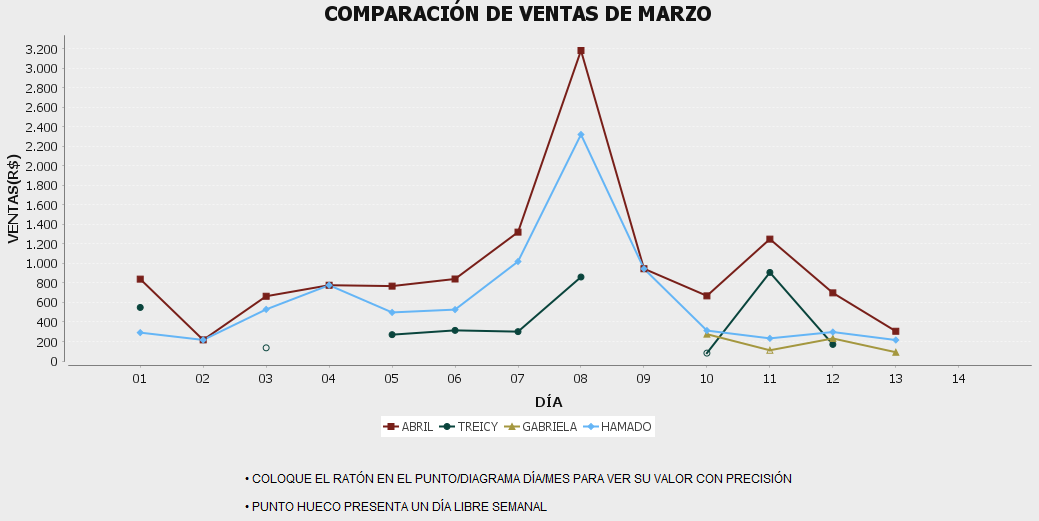 COMPARACIÓN DE VENTAS DE MARZO
VENTAS(R$)
3.200
3.000
2.800
2.600
2.400
2.200
2.000
1.800
1.600
1.400
1.200
1.000
800
600
400
200
0
01 02 03 04 05 06 07 08 09 10 11 12 13 14
DÍA
ABRIL TREICY GABRIELA HAMADO
• COLOQUE EL RATÓN EN EL PUNTO/DIAGRAMA DÍA/MES PARA VER SU VALOR CON PRECISIÓN
• PUNTO HUECO PRESENTA UN DÍA LIBRE SEMANAL